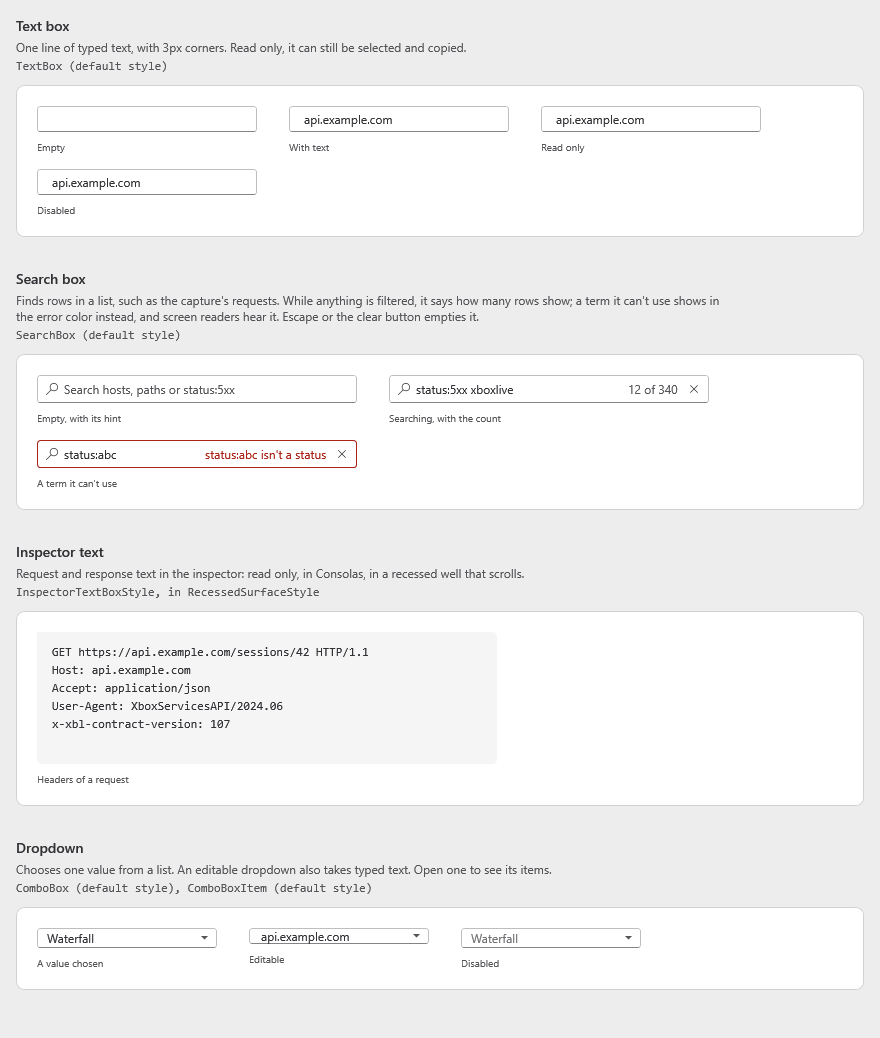 Text box
One line of typed text, with 3px corners. Read only, it can still be selected and copied.
TextBox (default style)
api.example.com
api.example.com
Empty
With text
Read only
api.example.com
Disabled
Search box
Finds rows in a list, such as the capture's requests. While anything is filtered, it says how many rows show; a term it can't use shows in
the error color instead, and screen readers hear it. Escape or the clear button empties it.
SearchBox (default style)
Search hosts, paths or status:5xx
status:5xx xboxlive
12 of 340
Empty, with its hint
Searching, with the count
status:abc
status:abc isn't a status
A term it can't use
Inspector text
Request and response text in the inspector: read only, in Consolas, in a recessed well that scrolls.
InspectorTextBoxStyle, in RecessedSurfaceStyle
GET https://api.example.com/sessions/42 HTTP/1.1
Host: api.example.com
Accept: application/json
User-Agent: XboxServicesAPI/2024.06
x-xbl-contract-version: 107
Headers of a request
Dropdown
Chooses one value from a list. An editable dropdown also takes typed text. Open one to see its items.
ComboBox (default style), ComboBoxItem (default style)
Waterfall
api.example.com
Waterfall
A value chosen
Editable
Disabled